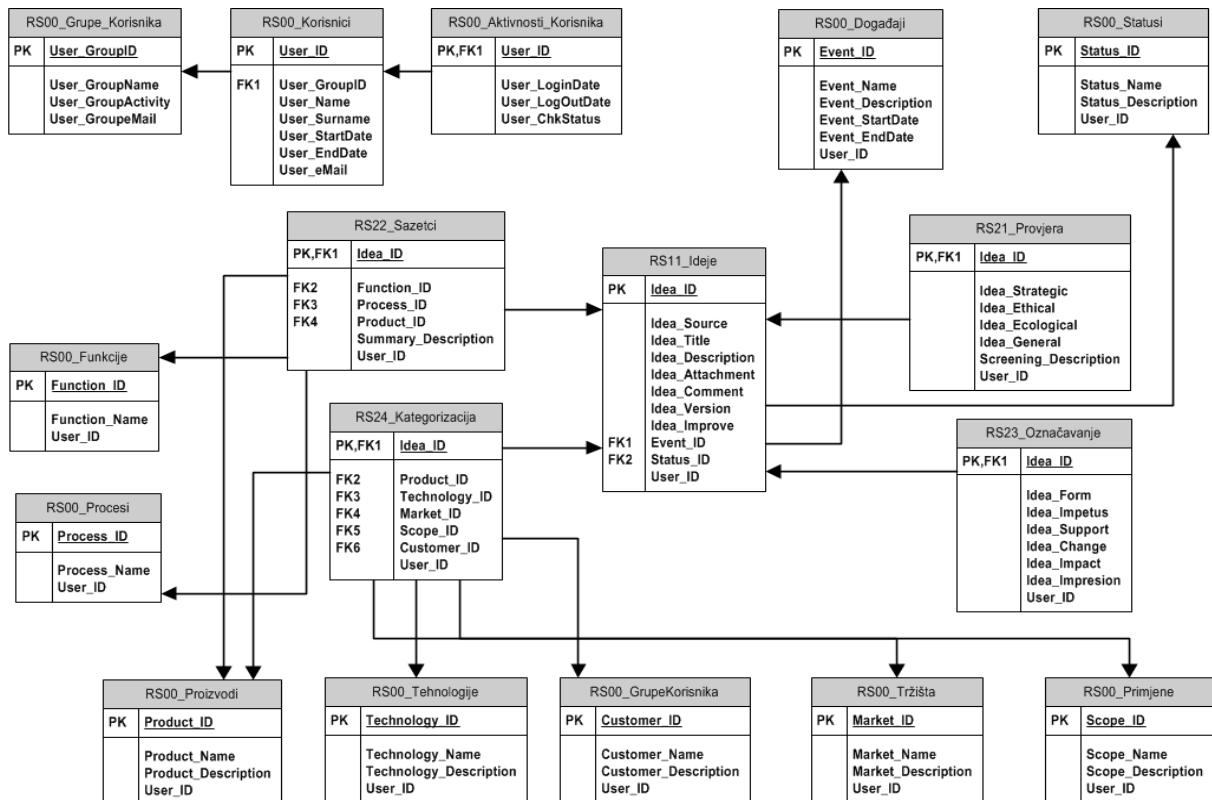 RS00_Grupe_Korisnika
PK User_GroupID
User_GroupName
User_GroupActivity
User_GroupeMail
RS00_Korisnici
PK User_ID
FK1 User_GroupID
User_Name
User_Surname
User_StartDate
User_EndDate
User_eMail
RS00_Aktivnosti_Korisnika
PK,FK1 User_ID
User_LoginDate
User_LogOutDate
User_ChkStatus
RS00_Događaji
PK Event_ID
Event_Name
Event_Description
Event_StartDate
Event_EndDate
User_ID
RS00_Statusi
PK Status_ID
Status_Name
Status_Description
User_ID
RS22_Sazetci
PK,FK1 Idea_ID
FK2 Function_ID
FK3 Process_ID
FK4 Product_ID
Summary_Description
User_ID
RS11_Ideje
PK Idea_ID
Idea_Source
Idea_Title
Idea_Description
Idea_Attachment
Idea_Comment
Idea_Version
Idea_Improve
FK1 Event_ID
FK2 Status_ID
User_ID
RS21_Provjera
PK,FK1 Idea_ID
Idea_Strategic
Idea_Ethical
Idea_Ecological
Idea_General
Screening_Description
User_ID
RS00_Funkcije
PK Function_ID
Function_Name
User_ID
RS24_Kategorizacija
PK,FK1 Idea_ID
FK2 Product_ID
FK3 Technology_ID
FK4 Market_ID
FK5 Scope_ID
FK6 Customer_ID
User_ID
RS23_Označavanje
PK,FK1 Idea_ID
Idea_Form
Idea_Impetus
Idea_Support
Idea_Change
Idea_Impact
Idea_Impresion
User_ID
RS00_Procesi
PK Process_ID
Process_Name
User_ID
RS00_Proizvodi
PK Product_ID
Product_Name
Product_Description
User_ID
RS00_Tehnologije
PK Technology_ID
Technology_Name
Technology_Description
User_ID
RS00_GrupeKorisnika
PK Customer_ID
Customer_Name
Customer_Description
User_ID
RS00_Tržišta
PK Market_ID
Market_Name
Market_Description
User_ID
RS00_Primjene
PK Scope_ID
Scope_Name
Scope_Description
User_ID